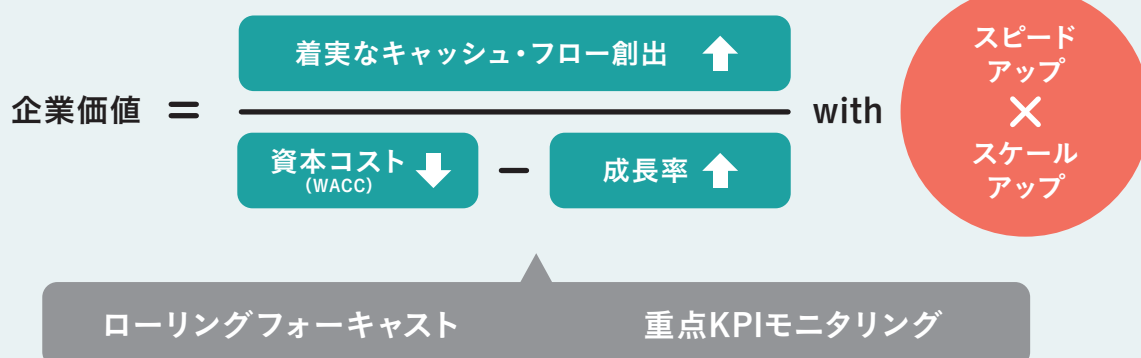 着実なキャッシュ・フロー創出
企業価値 = with
資本コスト
(WACC)
− 成長率
スピード
アップ
×
スケール
アップ
ローリングフォーキャスト 重点KPIモニタリング